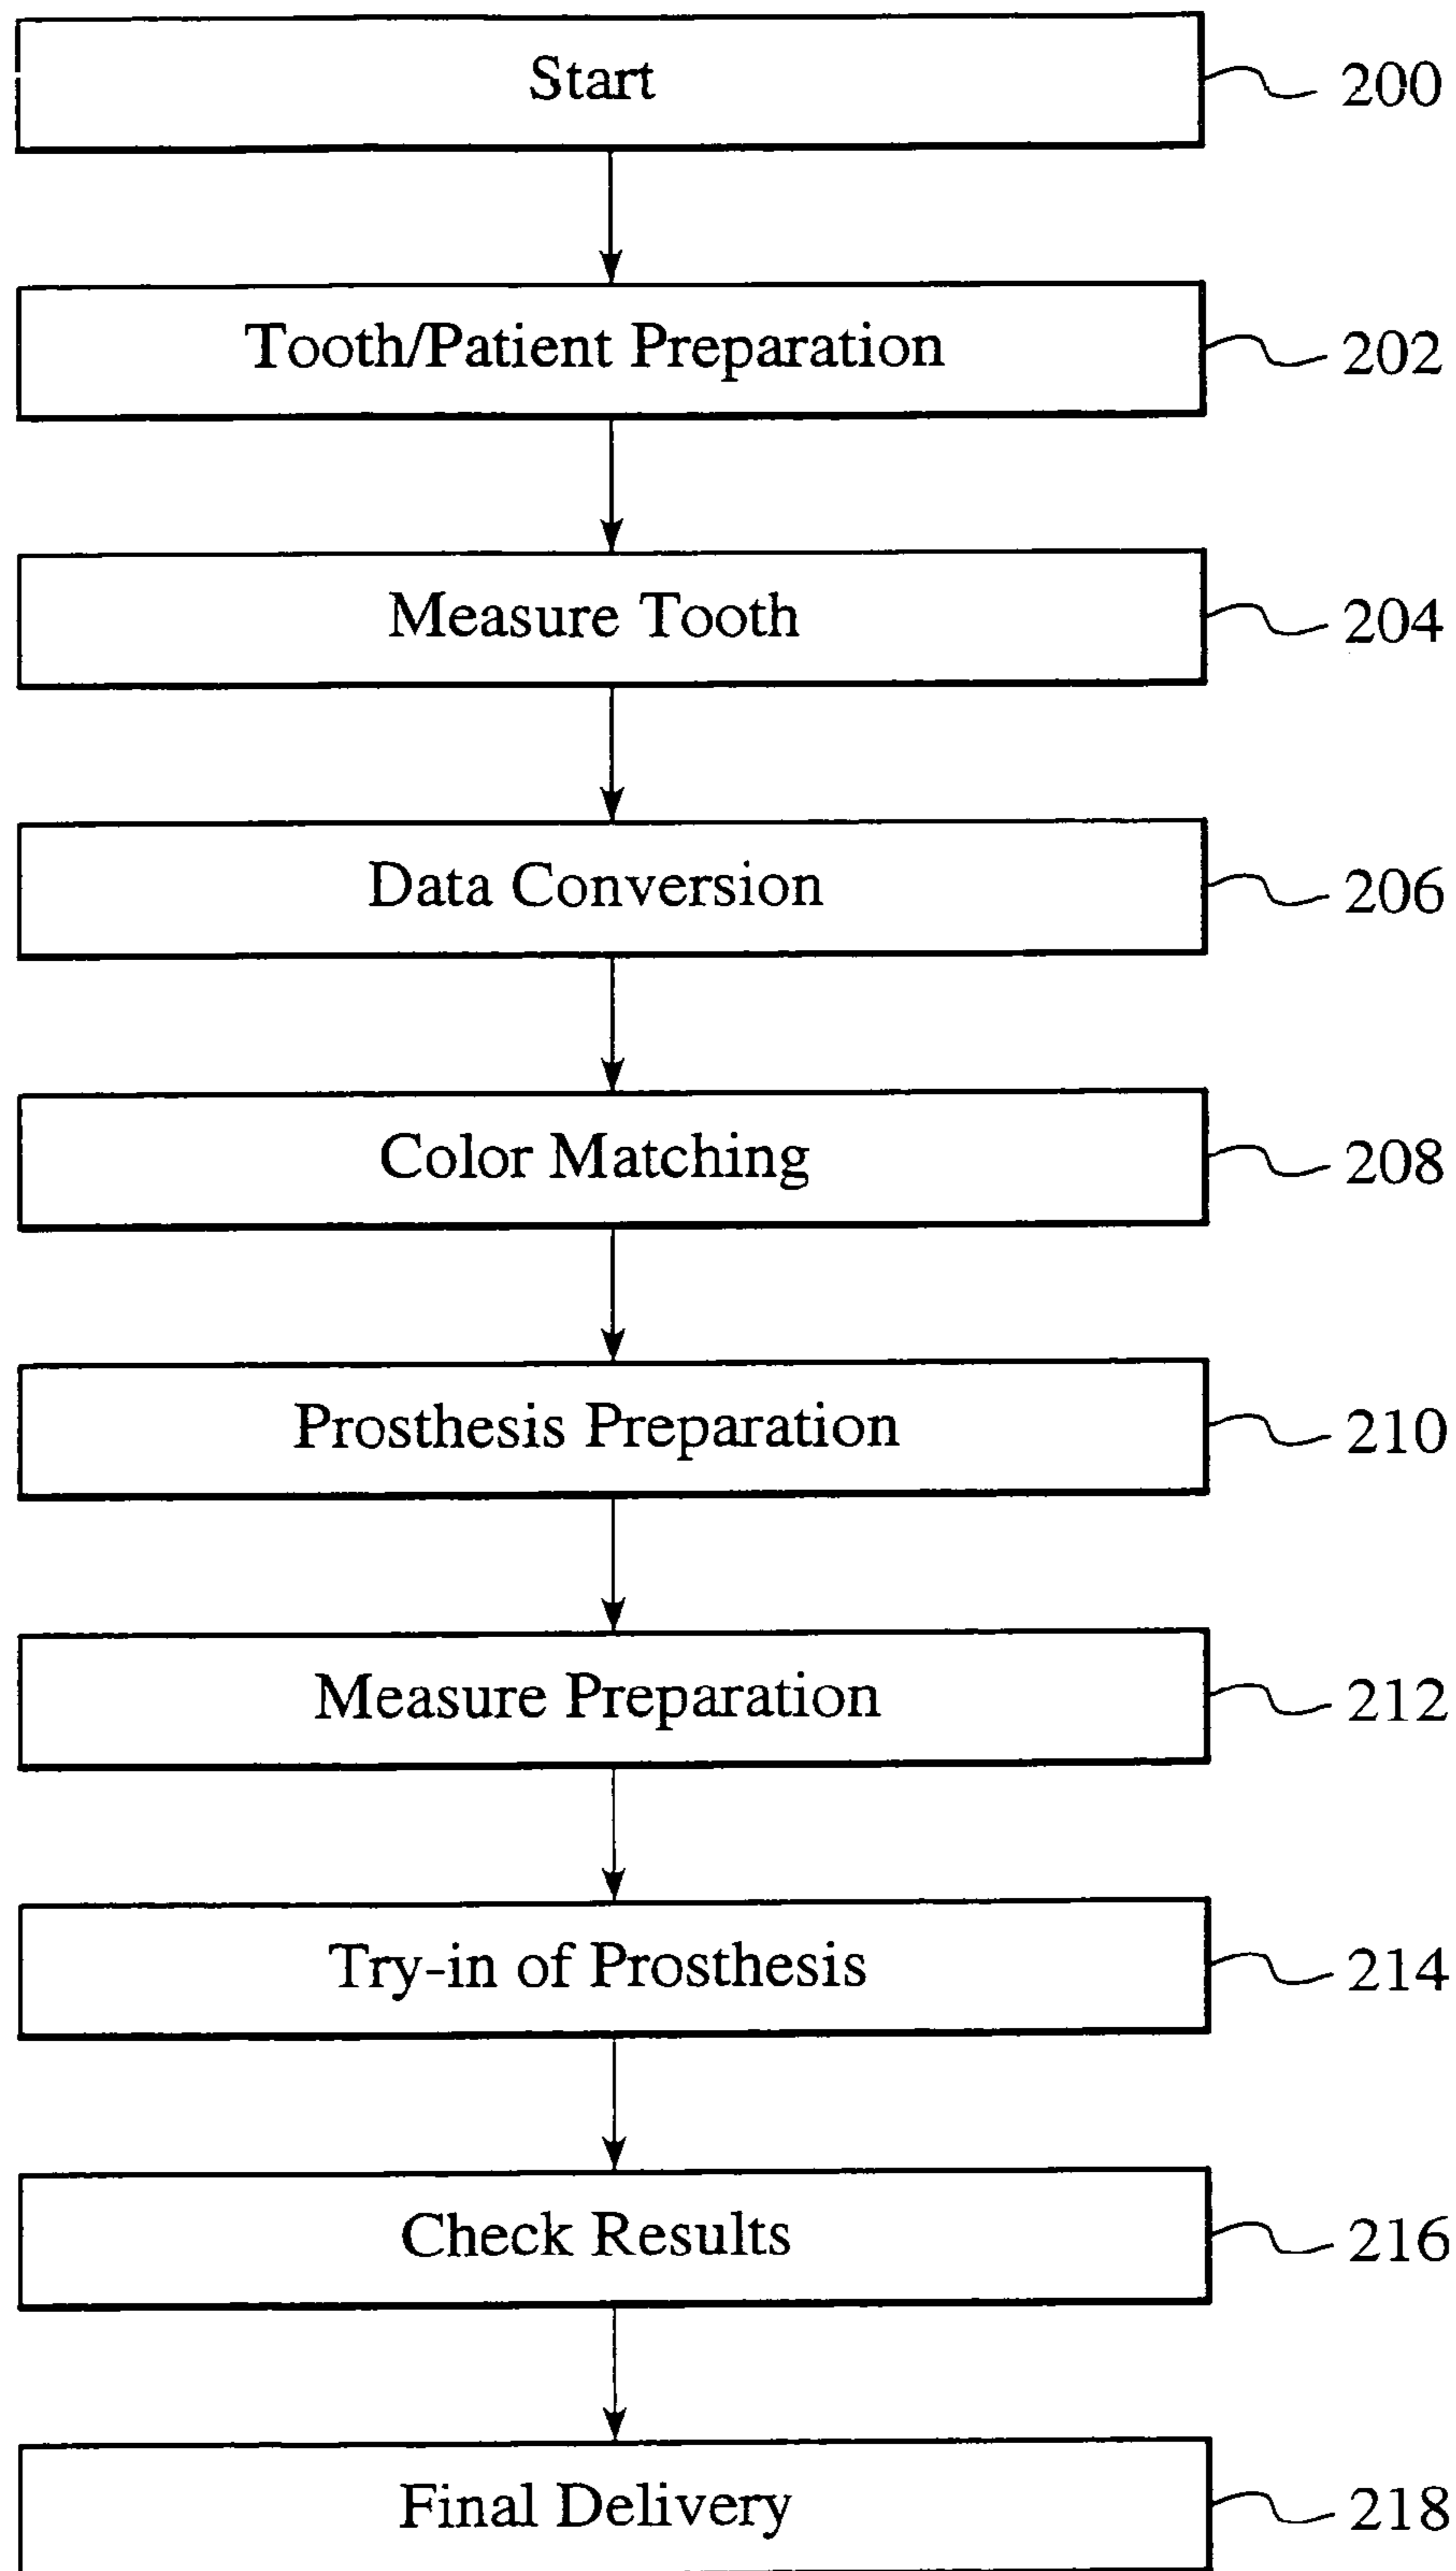 Start 200
Tooth/Patient Preparation 202
Measure Tooth 204
Data Conversion 206
Color Matching 208
Prosthesis Preparation 210
Measure Preparation 212
Try-in of Prosthesis 214
Check Results 216
Final Delivery 218